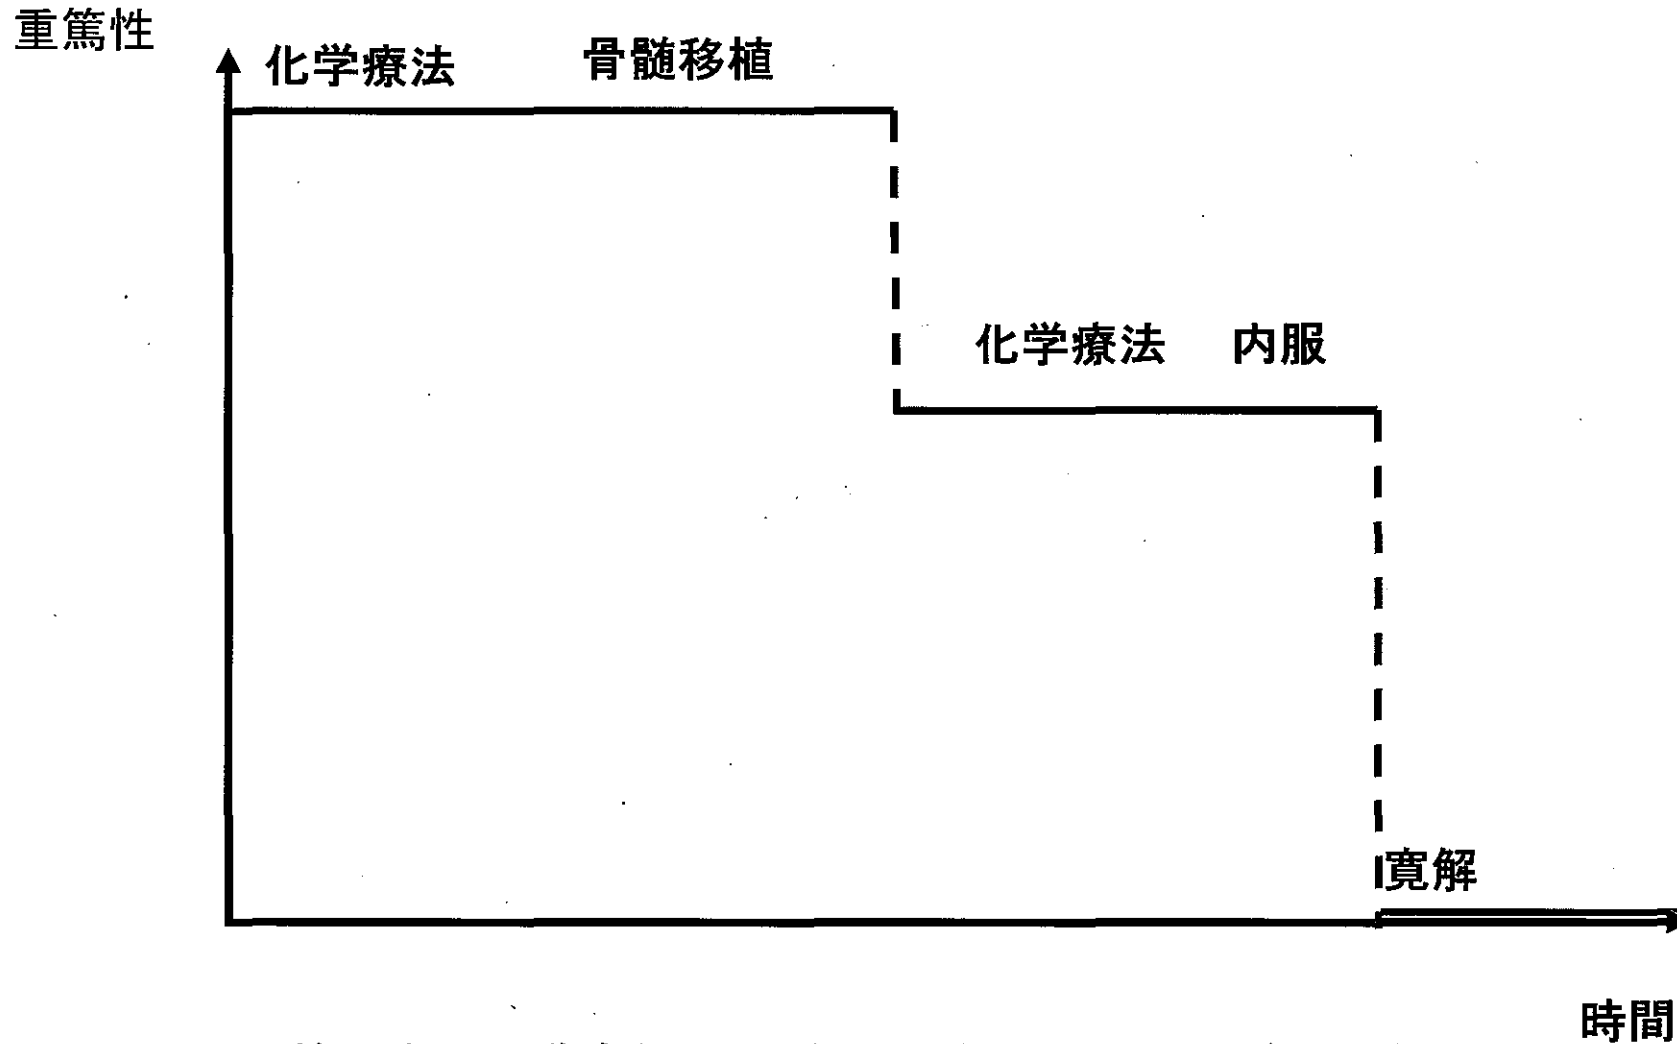 重篤性
化学療法 骨髄移植
化学療法 内服
寛解
時間